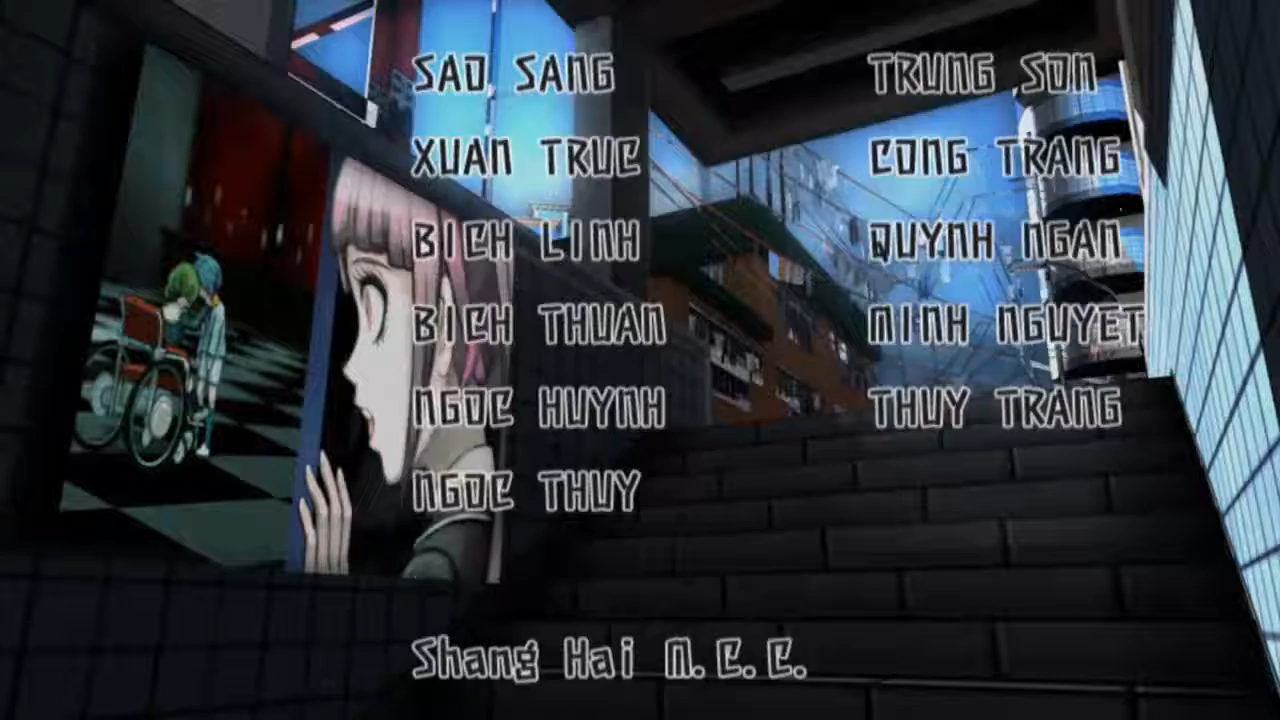 SAO, SANG
TRUNG SON
XUAN TRUC
CONG TRANG
BICH LINH
QUYNH NGAN
BICH THUAN
MINH NGUYET
NGOC HUYNH
THUY TRANG
NGOC THUY
Shang Hai N.C.C.